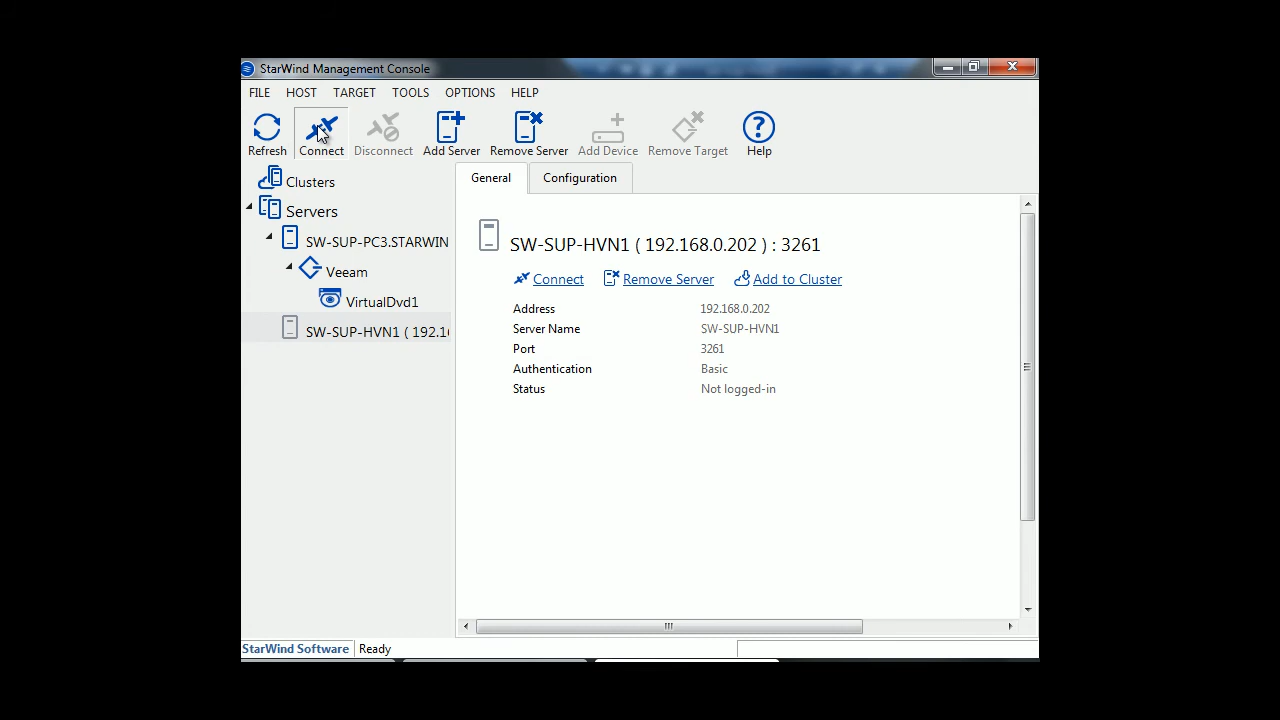 StarWind Management Console
FILE HOST TARGET TOOLS OPTIONS HELP
Refresh Connect Disconnect Add Server Remove Server Add Device Remove Target Help
Clusters
Servers
SW-SUP-PC3.STARWIN
Veeam
VirtualDvd1
SW-SUP-HVN1 ( 192.16
General Configuration
SW-SUP-HVN1 ( 192.168.0.202 ) : 3261
Connect Remove Server Add to Cluster
Address 192.168.0.202
Server Name SW-SUP-HVN1
Port 3261
Authentication Basic
Status Not logged-in
StarWind Software Ready